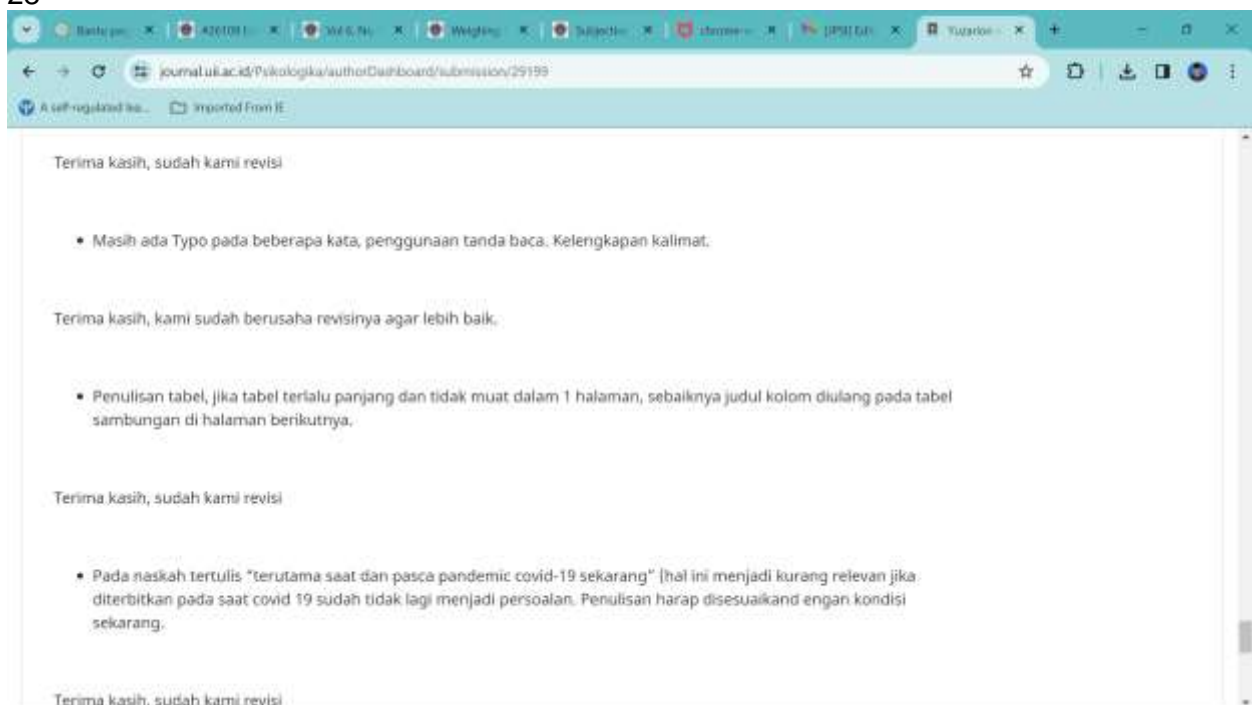 Weighting
journal.uii.ac.id/Psikologika/authorDashboard/submission/29199
A self-regulated lea...
Imported From IE
Terima kasih, sudah kami revisi
• Masih ada Typo pada beberapa kata, penggunaan tanda baca. Kelengkapan kalimat.
Terima kasih, kami sudah berusaha revisinya agar lebih baik.
• Penulisan tabel, jika tabel terlalu panjang dan tidak muat dalam 1 halaman, sebaiknya judul kolom diulang pada tabel
sambungan di halaman berikutnya.
Terima kasih, sudah kami revisi
• Pada naskah tertulis "terutama saat dan pasca pandemic covid-19 sekarang" (hal ini menjadi kurang relevan jika
diterbitkan pada saat covid 19 sudah tidak lagi menjadi persoalan. Penulisan harap disesuaikand engan kondisi
sekarang.
Terima kasih, sudah kami revisi